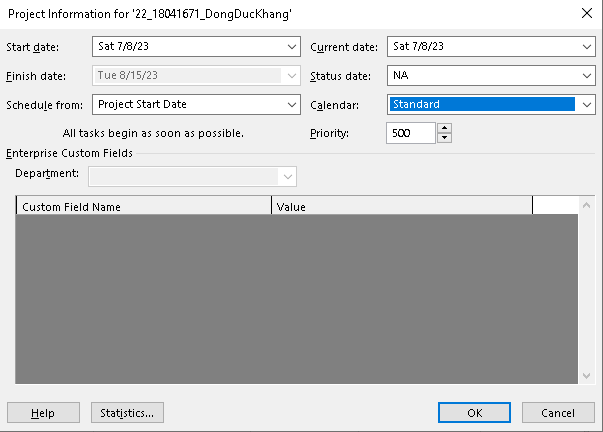 Project Information for '22_18041671_DongDucKhang'
Start date: Sat 7/8/23 Current date: Sat 7/8/23
Finish date: Tue 8/15/23 Status date: NA
Schedule from: Project Start Date Calendar: Standard
All tasks begin as soon as possible. Priority: 500
Enterprise Custom Fields
Department:
Custom Field Name Value
Help Statistics... OK Cancel